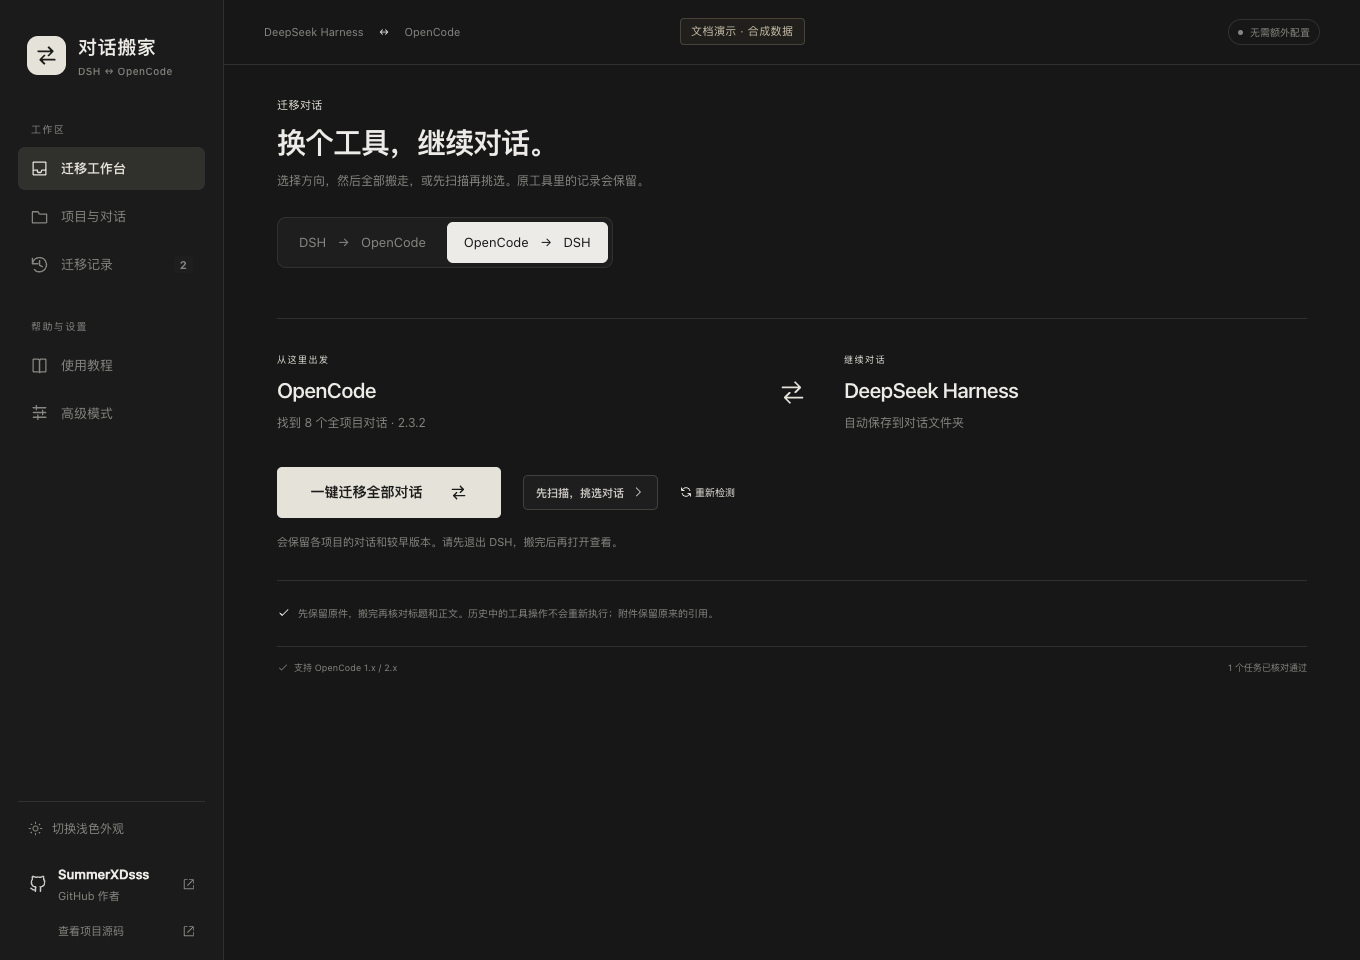 对话搬家
DSH ↔ OpenCode
工作区
迁移工作台
项目与对话
迁移记录 2
帮助与设置
使用教程
高级模式
切换浅色外观
SummerXDsss
GitHub 作者
查看项目源码
DeepSeek Harness ↔ OpenCode
文档演示 · 合成数据
无需额外配置
迁移对话
换个工具，继续对话。
选择方向，然后全部搬走，或先扫描再挑选。原工具里的记录会保留。
DSH → OpenCode
OpenCode → DSH
从这里出发
OpenCode
找到 8 个全项目对话 · 2.3.2
继续对话
DeepSeek Harness
自动保存到对话文件夹
一键迁移全部对话
先扫描，挑选对话
重新检测
会保留各项目的对话和较早版本。请先退出 DSH，搬完后再打开查看。
先保留原件，搬完再核对标题和正文。历史中的工具操作不会重新执行；附件保留原来的引用。
支持 OpenCode 1.x / 2.x
1 个任务已核对通过